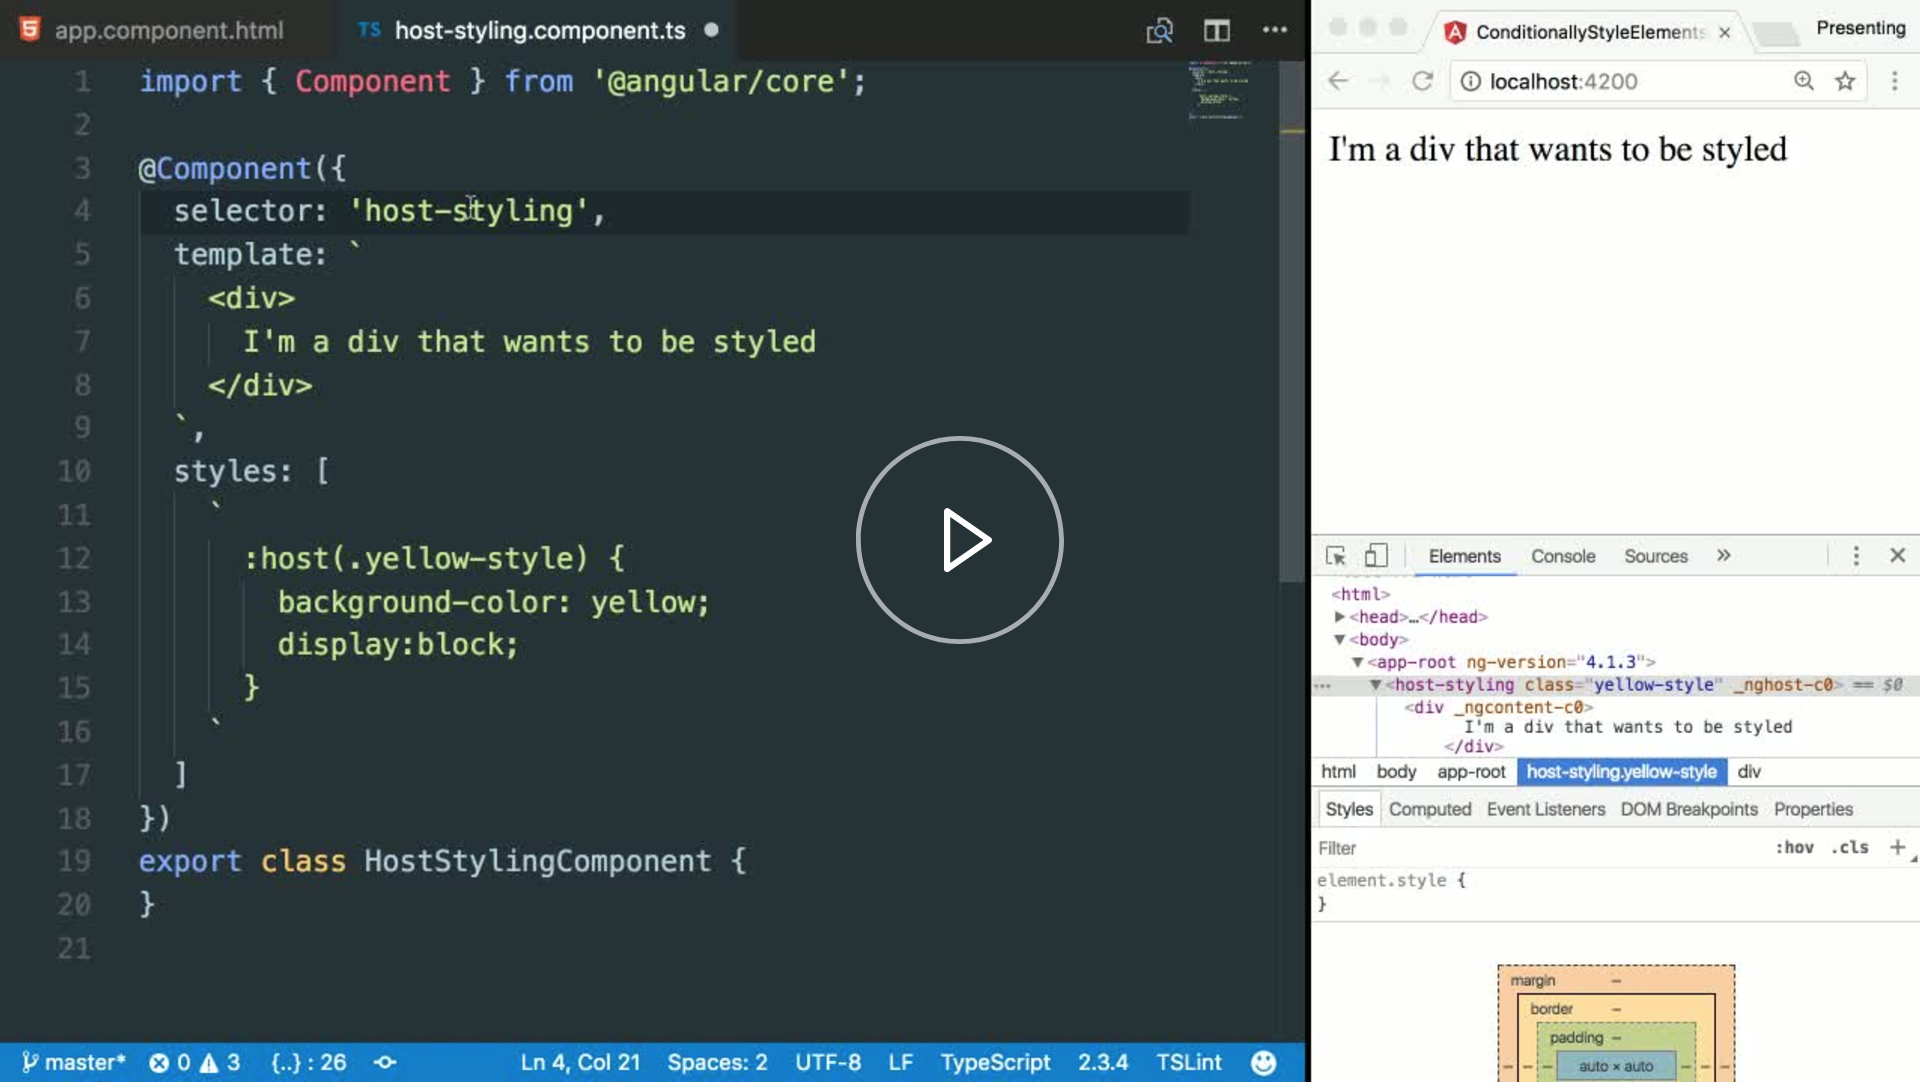 app.component.html
TS host-styling.component.ts
1 import { Component } from '@angular/core';
2
3 @Component({
4 selector: 'host-styling',
5 template: `
6 <div>
7 I'm a div that wants to be styled
8 </div>
9 `,
10 styles: [
11 `
12 :host(.yellow-style) {
13 background-color: yellow;
14 display:block;
15 }
16 `
17 ]
18 })
19 export class HostStylingComponent {
20 }
21
master* 0 3 {..} : 26 Ln 4, Col 21 Spaces: 2 UTF-8 LF TypeScript 2.3.4 TSLint
ConditionallyStyleElements × Presenting
localhost:4200
I'm a div that wants to be styled
Elements Console Sources »
<html>
<head>…</head>
<body>
<app-root ng-version="4.1.3">
<host-styling class="yellow-style" _nghost-c0> == $0
<div _ngcontent-c0>
I'm a div that wants to be styled
</div>
html body app-root host-styling.yellow-style div
Styles Computed Event Listeners DOM Breakpoints Properties
Filter :hov .cls +
element.style {
}
margin –
border –
padding –
auto × auto